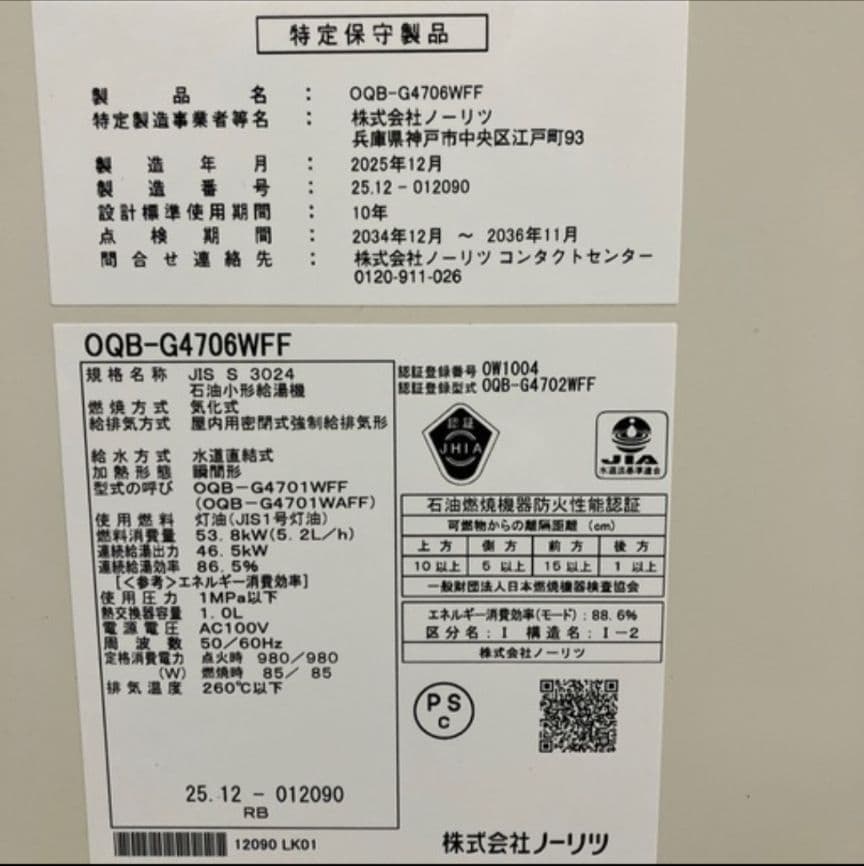 特定保守製品
製品名 : OQB-G4706WFF
特定製造事業者等名 : 株式会社ノーリツ
兵庫県神戸市中央区江戸町93
製造年月 : 2025年12月
製造番号 : 25.12-012090
設計標準使用期間 : 10年
点検期間 : 2034年12月 ～ 2036年11月
問合せ連絡先 : 株式会社ノーリツ コンタクトセンター
0120-911-026
OQB-G4706WFF
規格名称 JIS S 3024
石油小形給湯機
燃焼方式 気化式
給排気方式 屋内用密閉式強制給排気形
給水方式 水道直結式
加熱形態 瞬間形
型式の呼び OQB-G4701WFF
(OQB-G4701WAFF)
使用燃料 灯油(JIS1号灯油)
燃料消費量 53.8kW(5.2L/h)
連続給湯出力 46.5kW
連続給湯効率 86.5%
[<参考>エネルギー消費効率]
使用圧力 1MPa以下
熱交換器容量 1.0L
電源電圧 AC100V
周波数 50/60Hz
定格消費電力 点火時 980/980
(W) 燃焼時 85/ 85
排気温度 260℃以下
25.12-012090
RB
12090 LK01
認証登録番号 OW1004
認証登録型式 OQB-G4702WFF
認証
JHIA
JIA
水道法基準適合
石油燃焼機器防火性能認証
可燃物からの離隔距離 (cm)
上方 側方 前方 後方
10以上 5以上 15以上 1以上
一般財団法人日本燃焼機器検査協会
エネルギー消費効率(モード):88.6%
区分名:I 構造名:I-2
株式会社ノーリツ
PS
C
株式会社ノーリツ